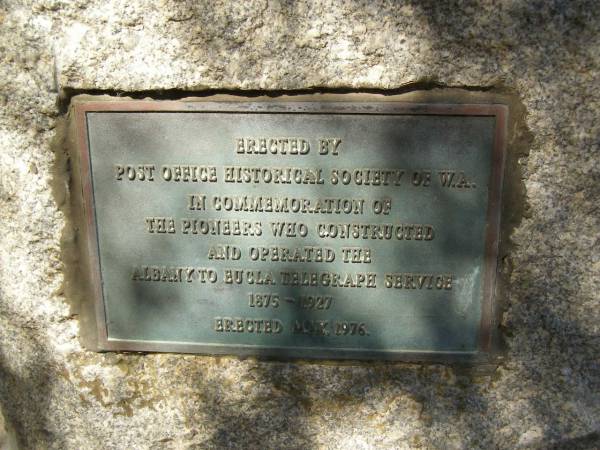 ERECTED BY
POST OFFICE HISTORICAL SOCIETY OF W.A.
IN COMMEMORATION OF
THE PIONEERS WHO CONSTRUCTED
AND OPERATED THE
ALBANY TO EUCLA TELEGRAPH SERVICE
1875 - 1927
ERECTED MAY, 1976.